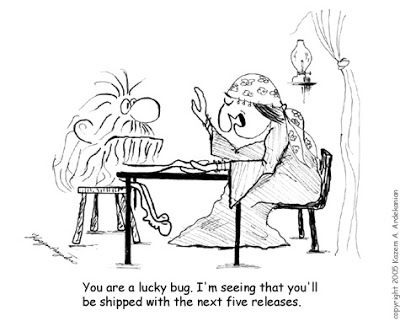 You are a lucky bug. I'm seeing that you'll
be shipped with the next five releases.
copyright 2005 Kazem A. Ardekanian